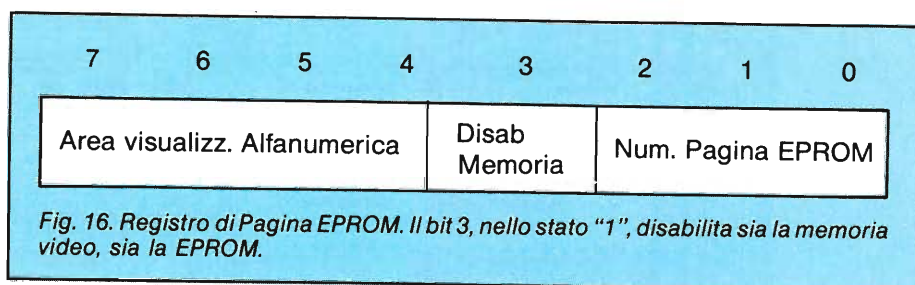 7 6 5 4 3 2 1 0
Area visualizz. Alfanumerica
Disab
Memoria
Num. Pagina EPROM
Fig. 16. Registro di Pagina EPROM. Il bit 3, nello stato "1", disabilita sia la memoria
video, sia la EPROM.